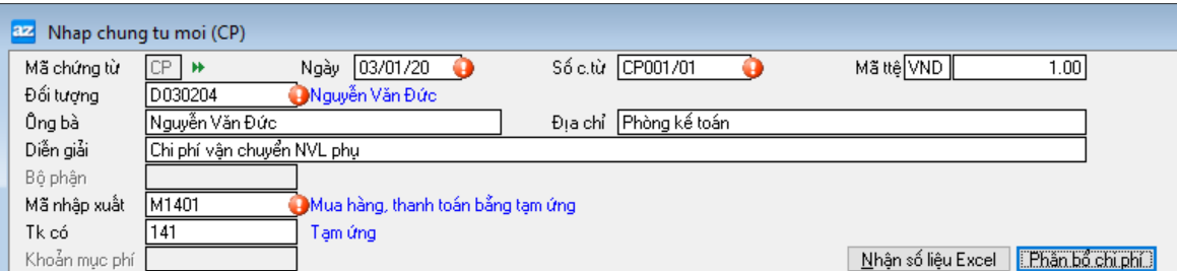 az Nhap chung tu moi (CP)
Mã chứng từ CP Ngày 03/01/20 Số c.từ CP001/01 Mã ttệ VND 1.00
Đối tượng D030204 Nguyễn Văn Đức
Ông bà Nguyễn Văn Đức Địa chỉ Phòng kế toán
Diễn giải Chi phí vận chuyển NVL phụ
Bộ phận
Mã nhập xuất M1401 Mua hàng, thanh toán bằng tạm ứng
Tk có 141 Tạm ứng
Khoản mục phí Nhận số liệu Excel Phân bổ chi phí